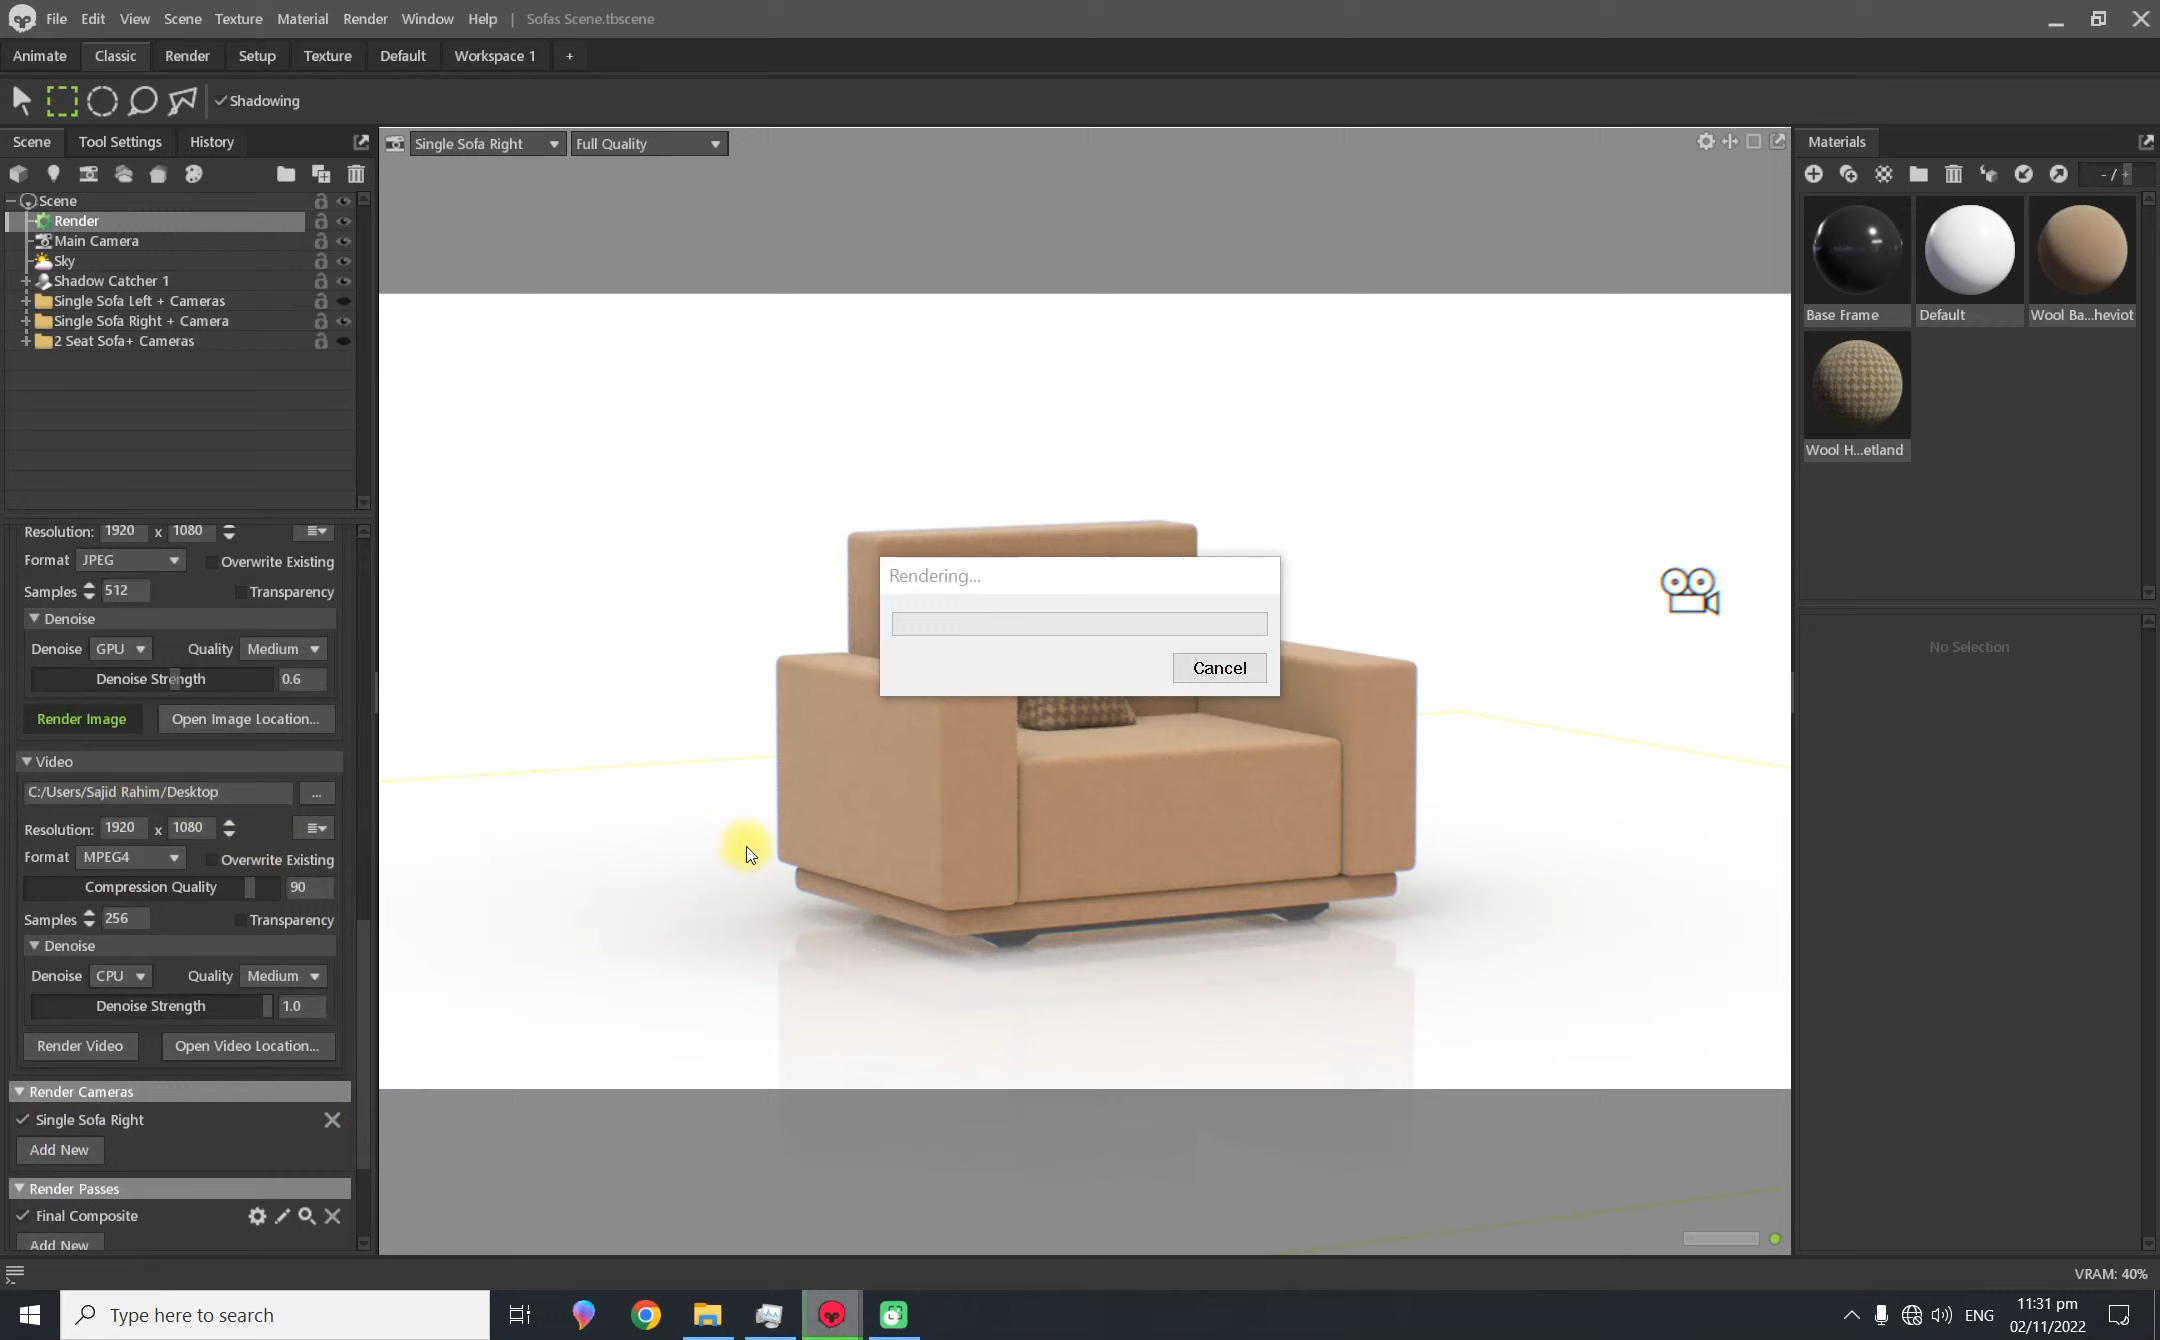 File Edit View Scene Texture Material Render Window Help | Sofas Scene.tbscene
Animate Classic Render Setup Texture Default Workspace 1 +
Shadowing
Scene Tool Settings History
Single Sofa Right Full Quality
Materials
- / +
Scene
Render
Main Camera
Sky
Shadow Catcher 1
Single Sofa Left + Cameras
Single Sofa Right + Camera
2 Seat Sofa+ Cameras
Base Frame Default Wool Ba...heviot
Wool H...etland
Resolution: 1920 x 1080
Format JPEG Overwrite Existing
Samples 512 Transparency
Denoise
Denoise GPU Quality Medium
Denoise Strength 0.6
Render Image Open Image Location...
Video
C:/Users/Sajid Rahim/Desktop ...
Resolution: 1920 x 1080
Format MPEG4 Overwrite Existing
Compression Quality 90
Samples 256 Transparency
Denoise
Denoise CPU Quality Medium
Denoise Strength 1.0
Render Video Open Video Location...
Render Cameras
Single Sofa Right
Add New
Render Passes
Final Composite
Add New
Rendering...
Cancel
No Selection
VRAM: 40%
Type here to search
ENG
11:31 pm
02/11/2022